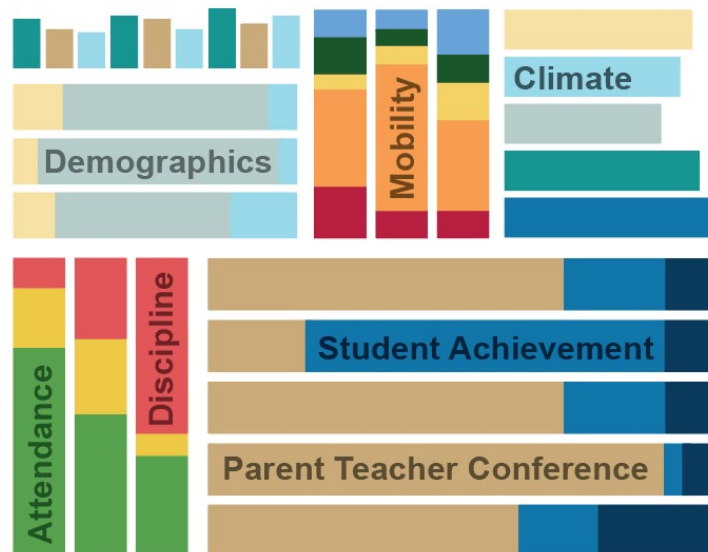 Climate
Demographics
Mobility
Attendance
Discipline
Student Achievement
Parent Teacher Conference